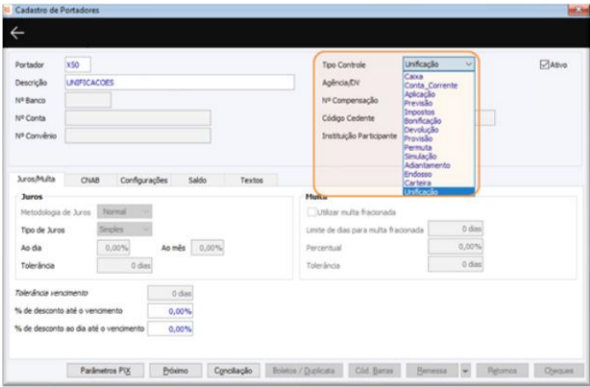 Cadastro de Portadores
Portador X50
Tipo Controle Unificação
Ativo
Descrição UNIFICACOES
Agência/DV
Nº Banco
Nº Compensação
Nº Conta
Código Cedente
Nº Convênio
Instituição Participante
Caixa
Conta_Corrente
Aplicação
Previsão
Impostos
Bonificação
Devolução
Provisão
Permuta
Simulação
Adiantamento
Endosso
Carteira
Unificação
Juros/Multa CNAB Configurações Saldo Textos
Juros
Metodologia de Juros Normal
Tipo de Juros Simples
Ao dia 0,00% Ao mês 0,00%
Tolerância 0 dias
Multa
Utilizar multa fracionada
Limite de dias para multa fracionada 0 dias
Percentual 0,00%
Tolerância 0 dias
Tolerância vencimento 0 dias
% de desconto até o vencimento 0,00%
% de desconto ao dia até o vencimento 0,00%
Parâmetros PIX Próximo Conciliação Boletos / Duplicata Cód. Barras Remessa Retornos Cheques